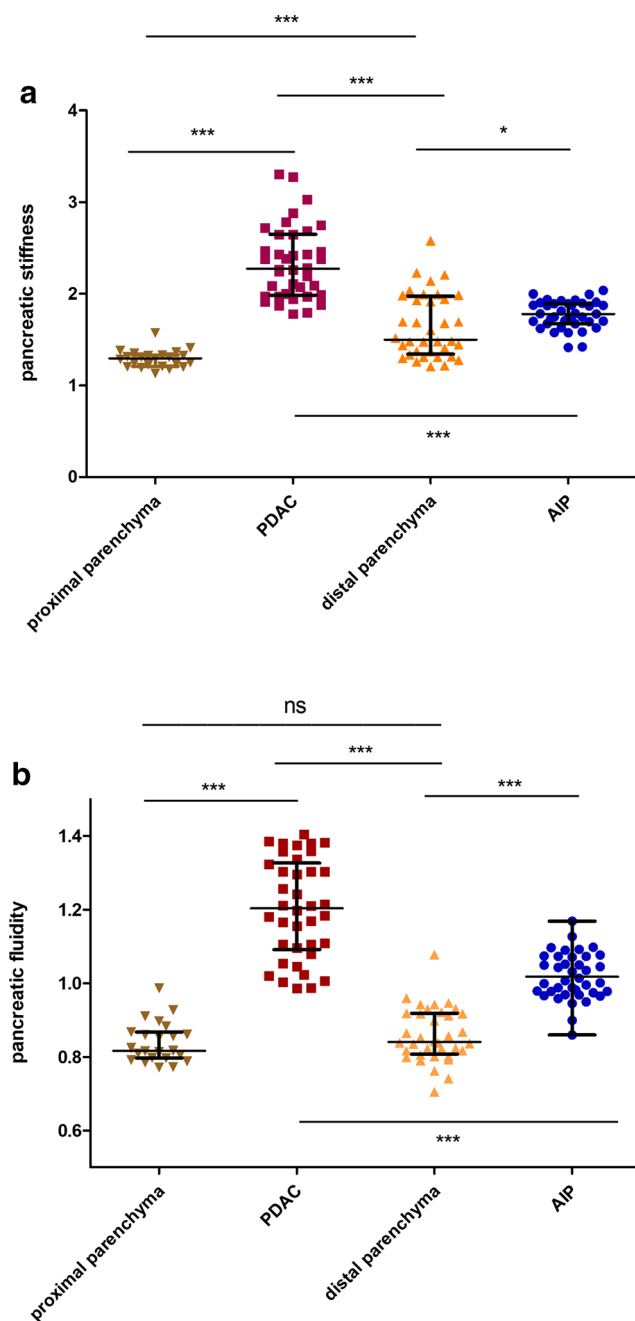 ***
a
***
***
*
4
3
2
1
0
pancreatic stiffness
***
proximal parenchyma
PDAC
distal parenchyma
AIP
ns
b
***
***
***
1.4
1.2
1.0
0.8
0.6
pancreatic fluidity
***
proximal parenchyma
PDAC
distal parenchyma
AIP